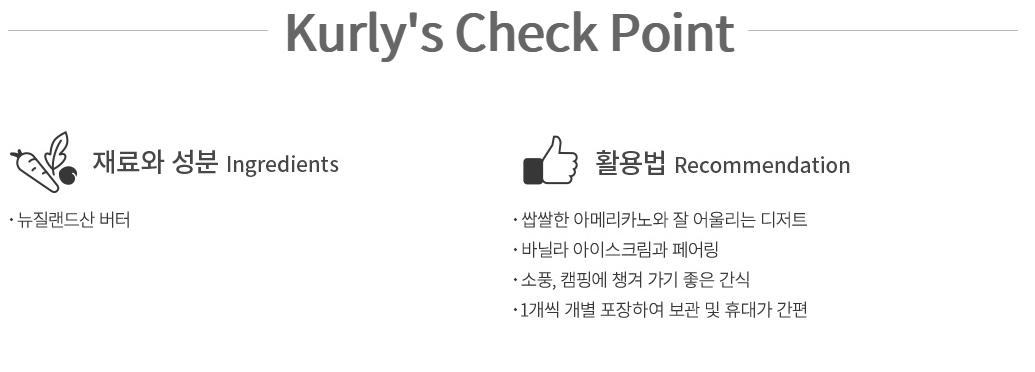 Kurly's Check Point
재료와 성분 Ingredients
· 뉴질랜드산 버터
활용법 Recommendation
· 쌉쌀한 아메리카노와 잘 어울리는 디저트
· 바닐라 아이스크림과 페어링
· 소풍, 캠핑에 챙겨 가기 좋은 간식
· 1개씩 개별 포장하여 보관 및 휴대가 간편